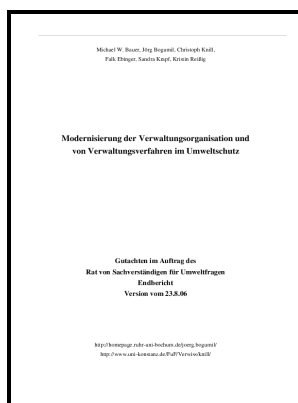 Michael W. Bauer, Jörg Bogumil, Christoph Knill,
Falk Ebinger, Sandra Krapf, Kristin Reißig
Modernisierung der Verwaltungsorganisation und
von Verwaltungsverfahren im Umweltschutz
Gutachten im Auftrag des
Rat von Sachverständigen für Umweltfragen
Endbericht
Version vom 23.8.06
http://homepage.ruhr-uni-bochum.de/joerg.bogumil/
http://www.uni-konstanz.de/FuF/Verwiss/knill/